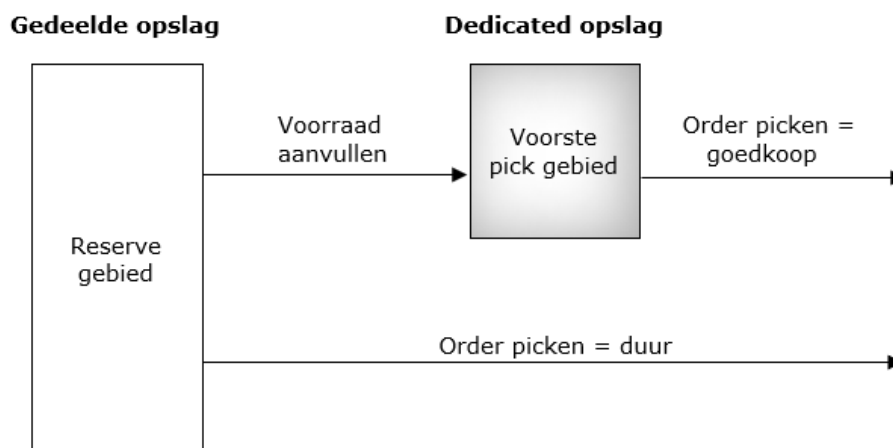 Gedeelde opslag
Dedicated opslag
Voorraad
aanvullen
Voorste
pick gebied
Order picken =
goedkoop
Reserve
gebied
Order picken = duur